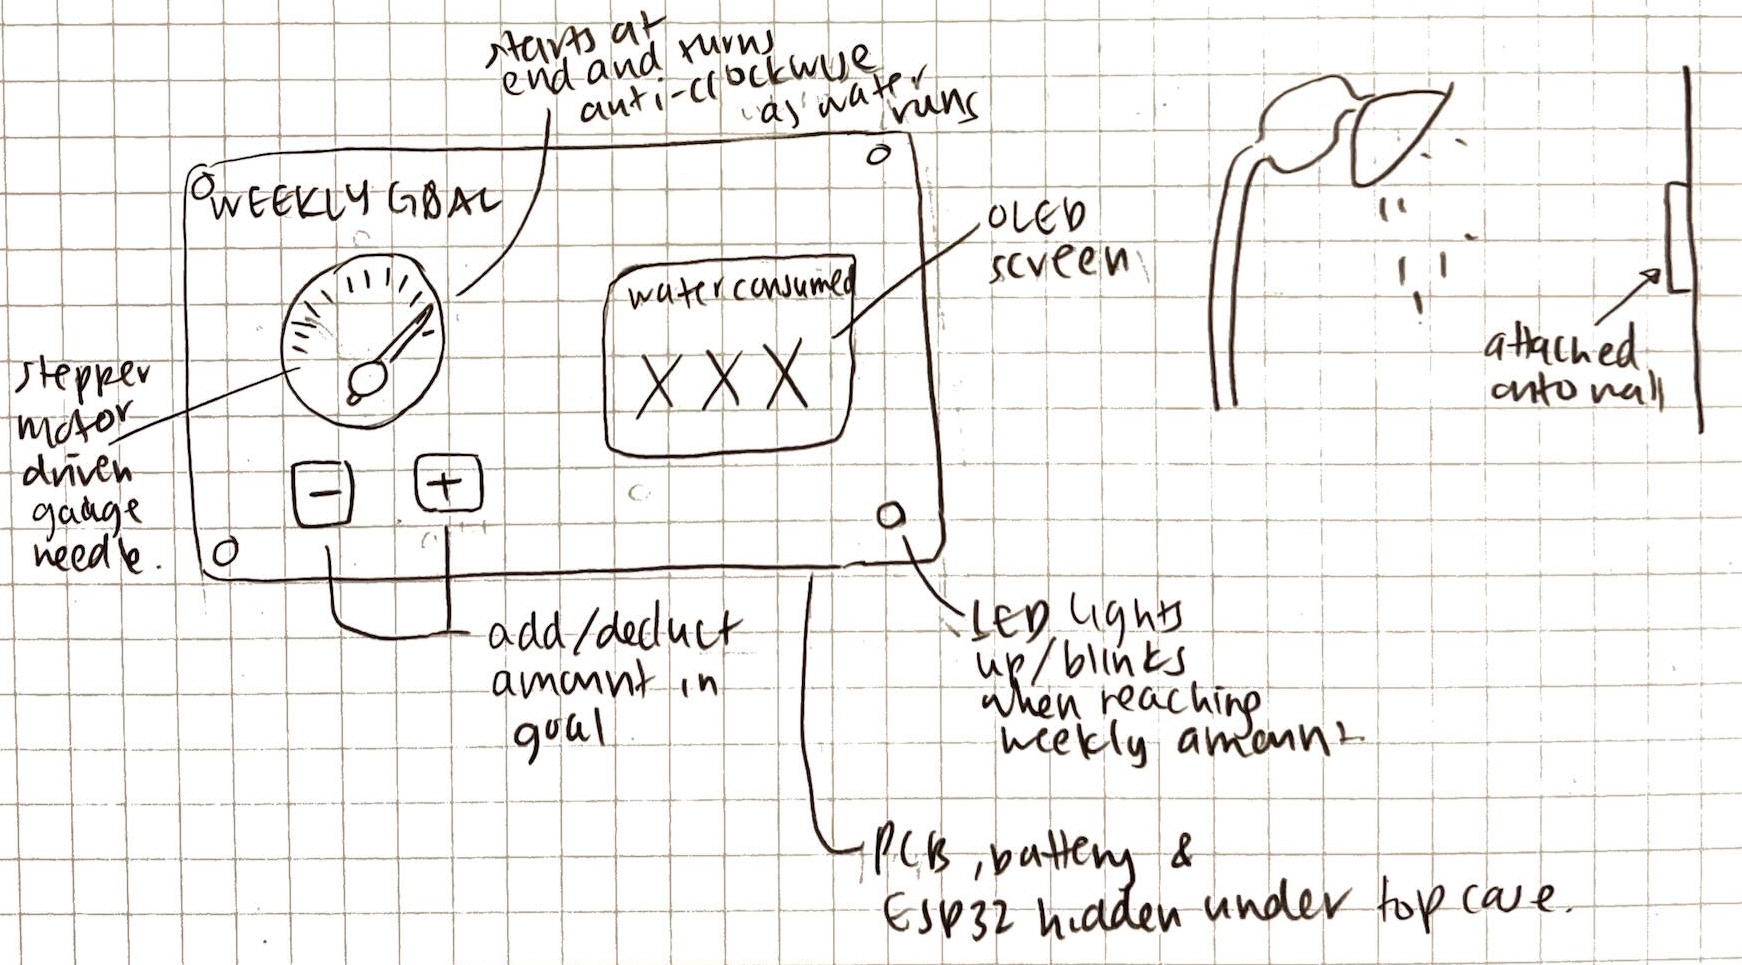 starts at
end and turns
anti-clockwise
as water
runs
WEEKLY GOAL
OLED
screen
water consumed
XXX
attached
onto wall
stepper
motor
driven
gauge
needle.
-
+
add/deduct
amount in
goal
LED lights
up/blinks
when reaching
weekly amount
PCB, battery &
ESP32 hidden under top case.